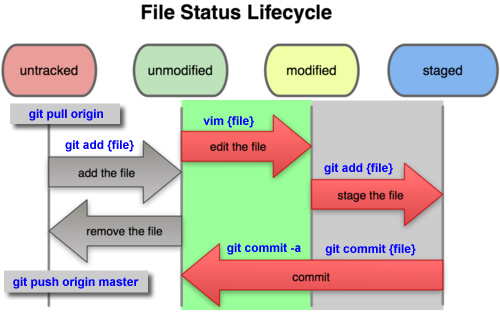 File Status Lifecycle
untracked
unmodified
modified
staged
git pull origin
vim {file}
edit the file
git add {file}
add the file
git add {file}
stage the file
remove the file
git commit -a
git commit {file}
commit
git push origin master